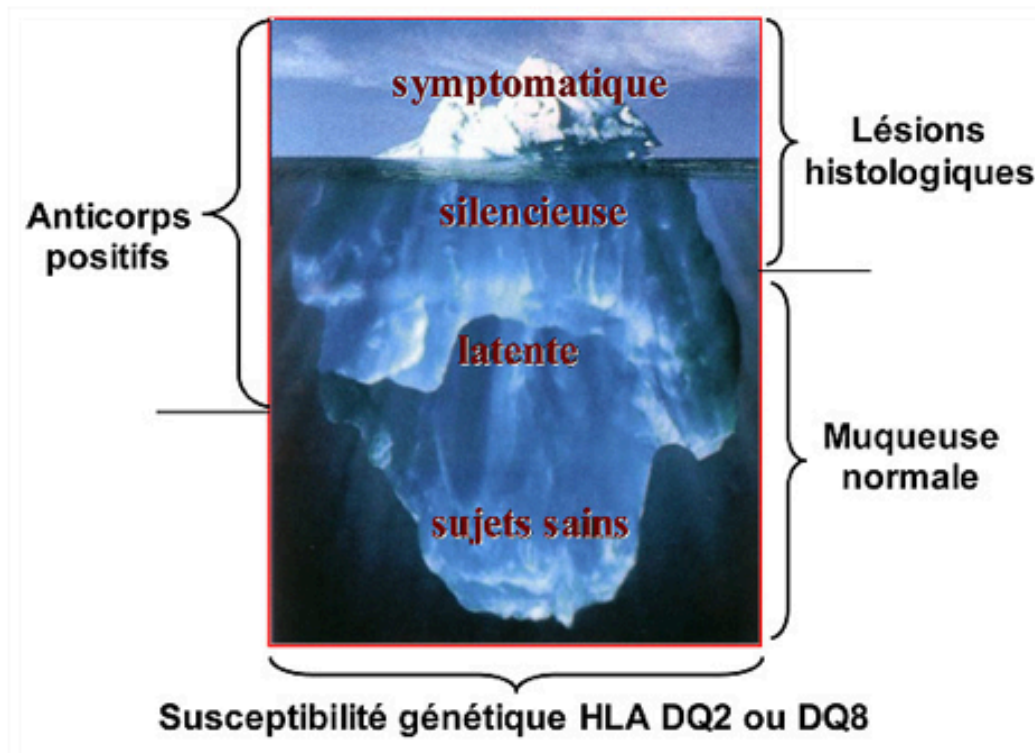 symptomatique
Lésions
histologiques
silencieuse
Anticorps
positifs
latente
Muqueuse
normale
sujets sains
Susceptibilité génétique HLA DQ2 ou DQ8